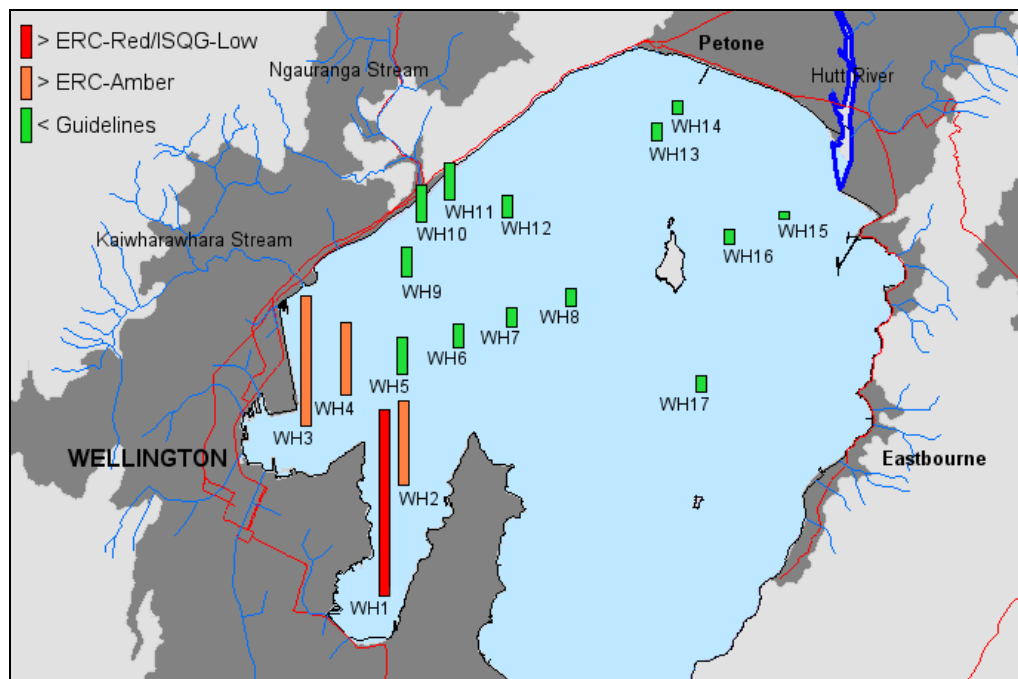 > ERC-Red/ISQG-Low
> ERC-Amber
< Guidelines
Petone
Ngauranga Stream
Hutt River
WH14
WH13
WH11
WH10
WH12
WH15
WH16
Kaiwharawhara Stream
WH9
WH8
WH7
WH6
WH5
WH4
WH17
WH3
WELLINGTON
Eastbourne
WH2
WH1